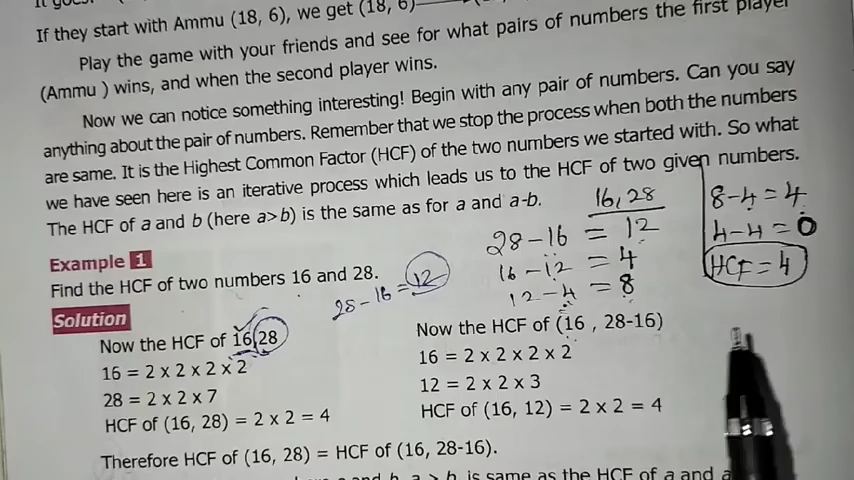 If they start with Ammu (18, 6), we get (18, 6)
Play the game with your friends and see for what pairs of numbers the first player
(Ammu ) wins, and when the second player wins.
Now we can notice something interesting! Begin with any pair of numbers. Can you say
anything about the pair of numbers. Remember that we stop the process when both the numbers
are same. It is the Highest Common Factor (HCF) of the two numbers we started with. So what
we have seen here is an iterative process which leads us to the HCF of two given numbers.
The HCF of a and b (here a>b) is the same as for a and a-b.
16,28
28-16 = 12
16-12 = 4
12-4 = 8
8-4=4
4-4=0
HCF=4
Example 1
Find the HCF of two numbers 16 and 28.
28-16=12
Solution
Now the HCF of 16,28
16 = 2 x 2 x 2 x 2
28 = 2 x 2 x 7
HCF of (16, 28) = 2 x 2 = 4
Now the HCF of (16 , 28-16)
16 = 2 x 2 x 2 x 2
12 = 2 x 2 x 3
HCF of (16, 12) = 2 x 2 = 4
Therefore HCF of (16, 28) = HCF of (16, 28-16).
is same as the HCF of a and